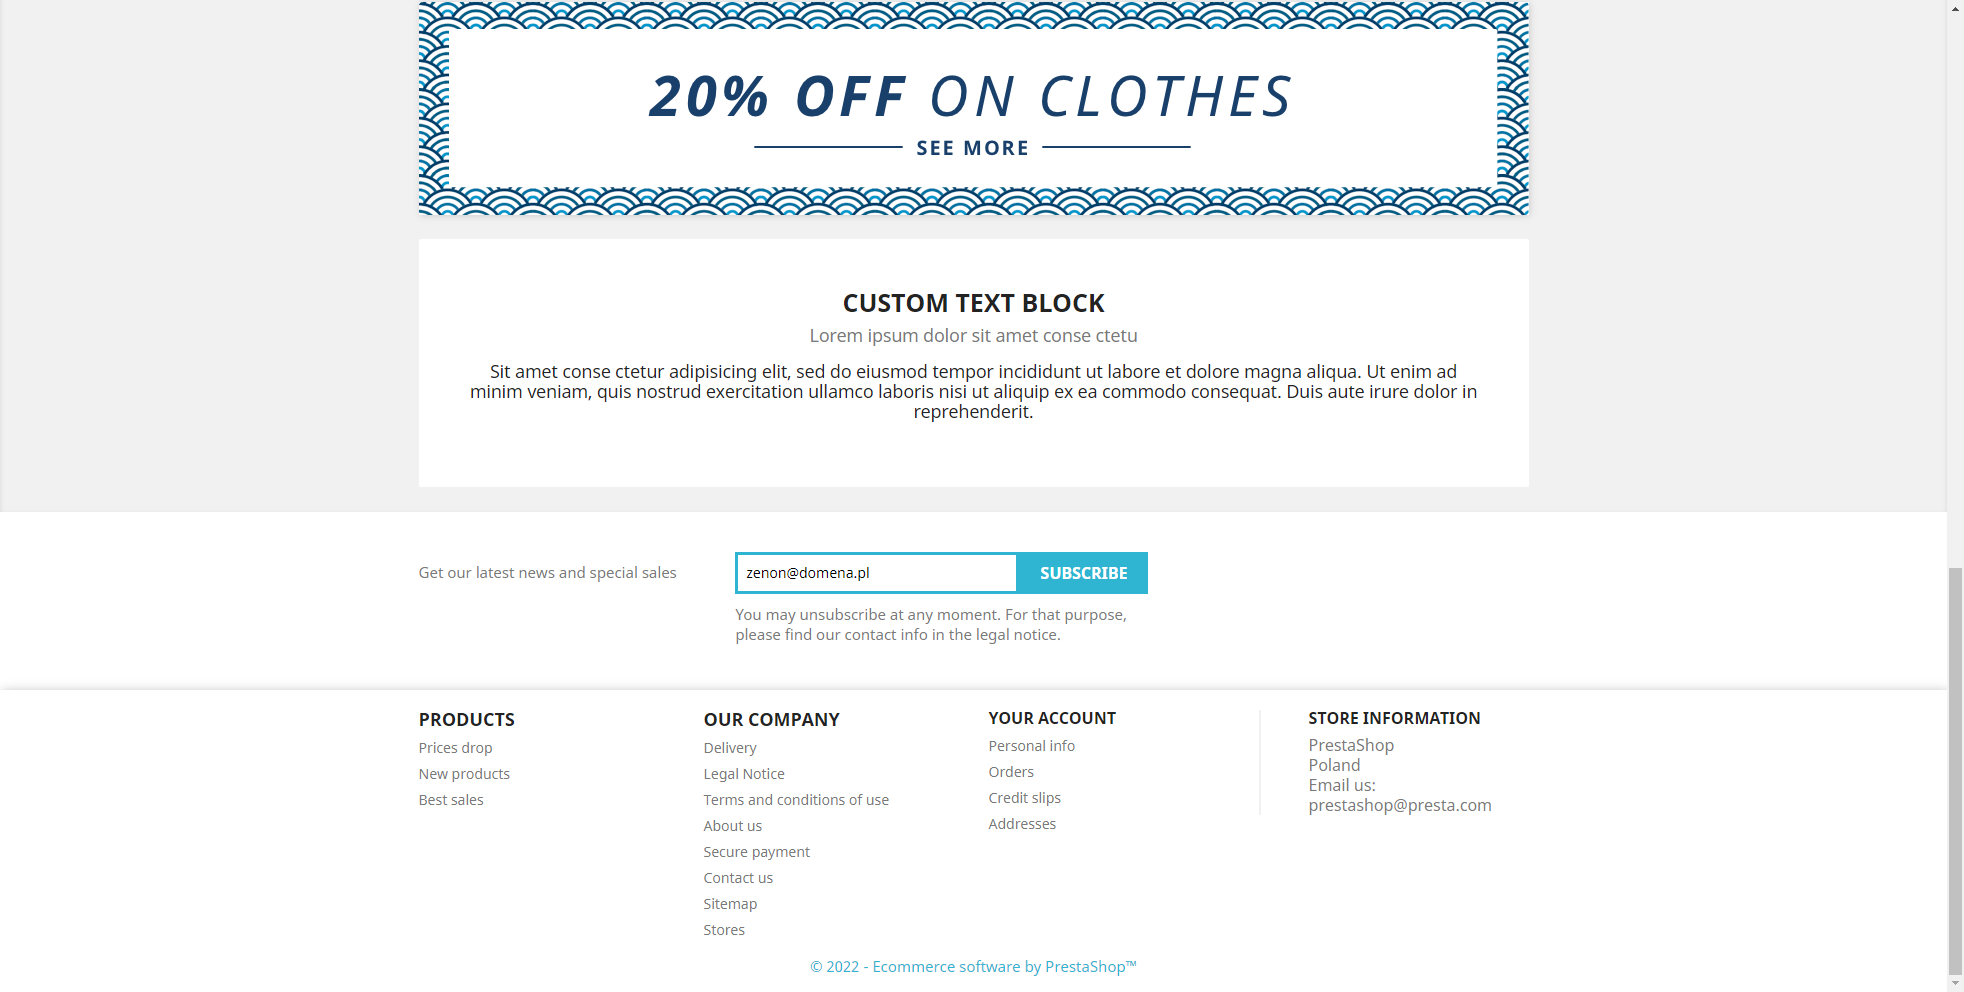 20% OFF ON CLOTHES
SEE MORE
CUSTOM TEXT BLOCK
Lorem ipsum dolor sit amet conse ctetu
Sit amet conse ctetur adipisicing elit, sed do eiusmod tempor incididunt ut labore et dolore magna aliqua. Ut enim ad
minim veniam, quis nostrud exercitation ullamco laboris nisi ut aliquip ex ea commodo consequat. Duis aute irure dolor in
reprehenderit.
Get our latest news and special sales
zenon@domena.pl
SUBSCRIBE
You may unsubscribe at any moment. For that purpose,
please find our contact info in the legal notice.
PRODUCTS
Prices drop
New products
Best sales
OUR COMPANY
Delivery
Legal Notice
Terms and conditions of use
About us
Secure payment
Contact us
Sitemap
Stores
YOUR ACCOUNT
Personal info
Orders
Credit slips
Addresses
STORE INFORMATION
PrestaShop
Poland
Email us:
prestashop@presta.com
© 2022 - Ecommerce software by PrestaShop™